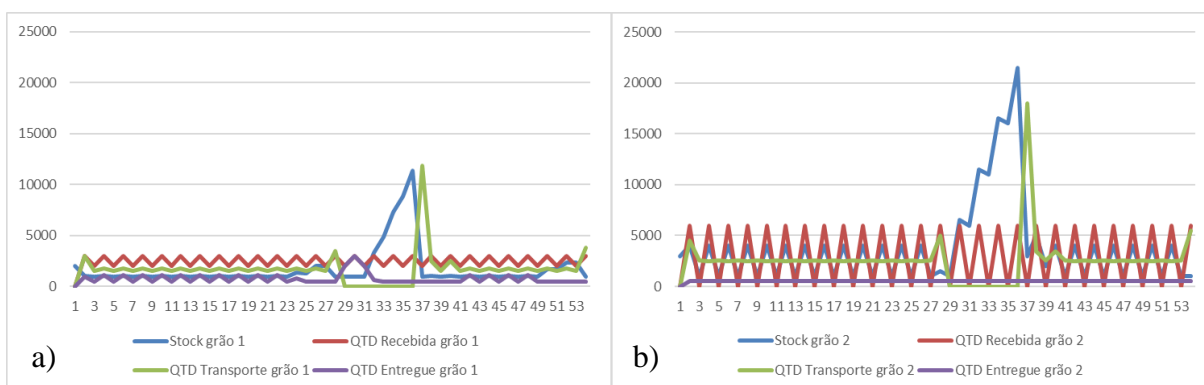 25000
20000
15000
10000
5000
0
1 3 5 7 9 11 13 15 17 19 21 23 25 27 29 31 33 35 37 39 41 43 45 47 49 51 53
Stock grão 1
QTD Recebida grão 1
QTD Transporte grão 1
QTD Entregue grão 1
a)
25000
20000
15000
10000
5000
0
1 3 5 7 9 11 13 15 17 19 21 23 25 27 29 31 33 35 37 39 41 43 45 47 49 51 53
Stock grão 2
QTD Recebida grão 2
QTD Transporte grão 2
QTD Entregue grão 2
b)